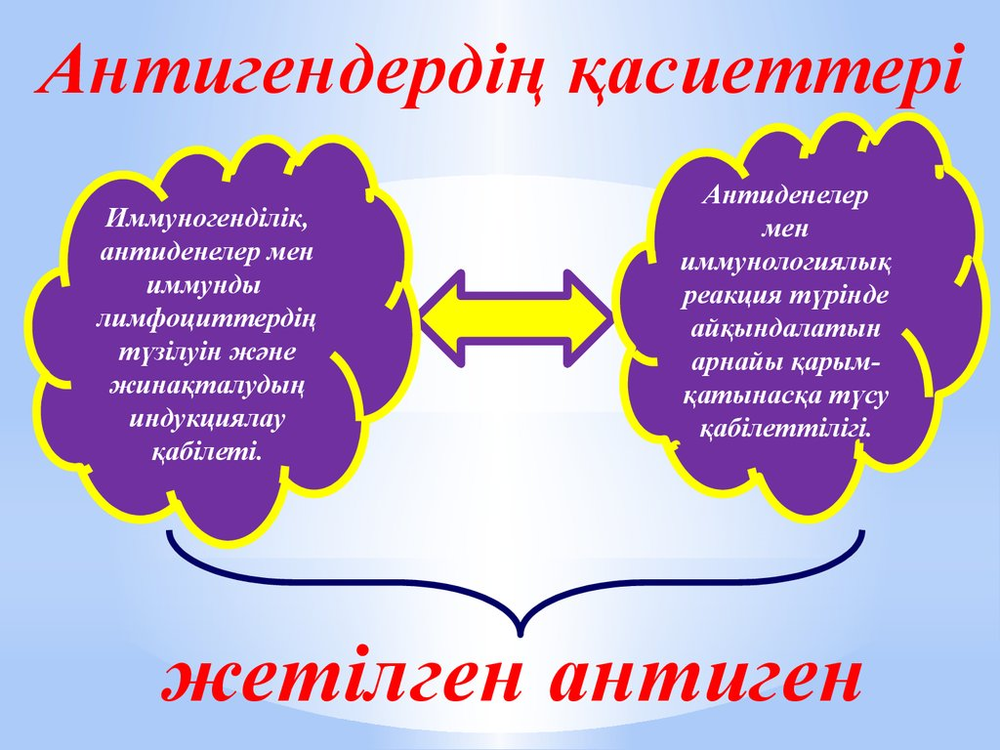 Антигендердің қасиеттері
Иммуногенділік,
антиденелер мен
иммунды
лимфоциттердің
түзілуін және
жинақталудың
индукциялау
қабілеті.
Антиденелер
мен
иммунологиялық
реакция түрінде
айқындалатын
арнайы қарым-
қатынасқа түсу
қабілеттілігі.
жетілген антиген